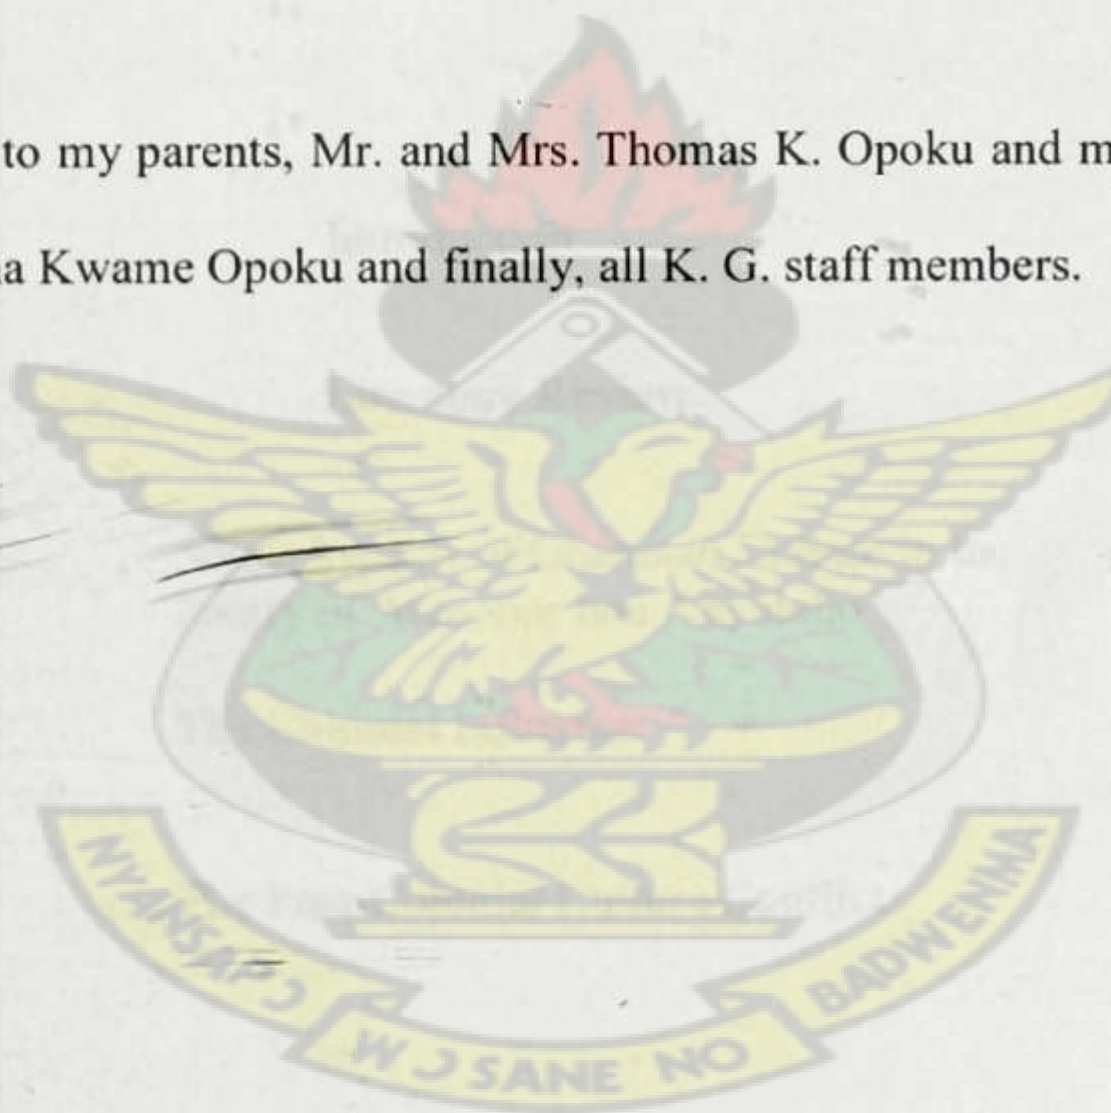 to my parents, Mr. and Mrs. Thomas K. Opoku and
Kwame Opoku and finally, all K. G. staff members.
NYANSAPƆ
WƆSANE NO
BADWENMA